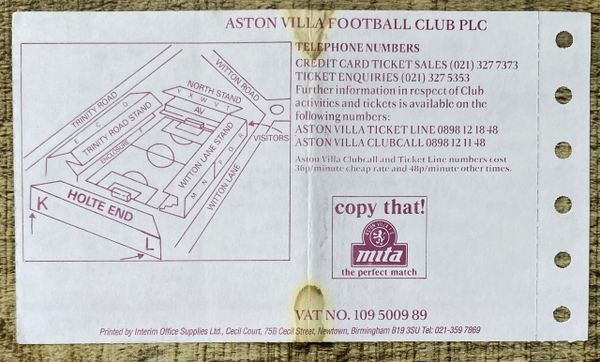 ASTON VILLA FOOTBALL CLUB PLC
TELEPHONE NUMBERS
CREDIT CARD TICKET SALES (021) 327 7373
TICKET ENQUIRIES (021) 327 5353
Further information in respect of Club
activities and tickets is available on the
following numbers:
ASTON VILLA TICKET LINE 0898 12 18 48
ASTON VILLA CLUBCALL 0898 12 11 48
Aston Villa Clubcall and Ticket Line numbers cost
36p/minute cheap rate and 48p/minute other times.
WITTON ROAD
NORTH STAND
Y X W V T
AV
TRINITY ROAD
TRINITY ROAD STAND
ENCLOSURE
VISITORS
WITTON LANE STAND
M N P Q R
WITTON LANE
HOLTE END
K
L
copy that!
mita
the perfect match
VAT NO. 109 5009 89
Printed by Interim Office Supplies Ltd., Cecil Court, 75B Cecil Street, Newtown, Birmingham B19 3SU Tel: 021-359 7869